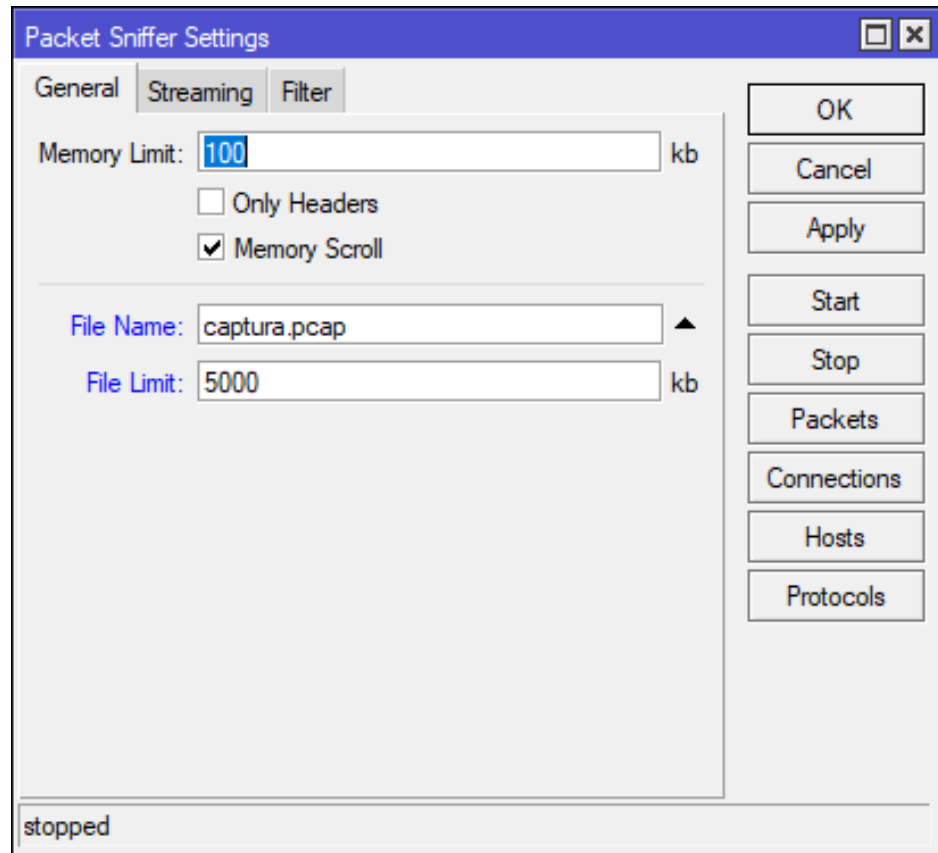 Packet Sniffer Settings
General Streaming Filter
Memory Limit: 100 kb
Only Headers
Memory Scroll
File Name: captura.pcap
File Limit: 5000 kb
OK
Cancel
Apply
Start
Stop
Packets
Connections
Hosts
Protocols
stopped